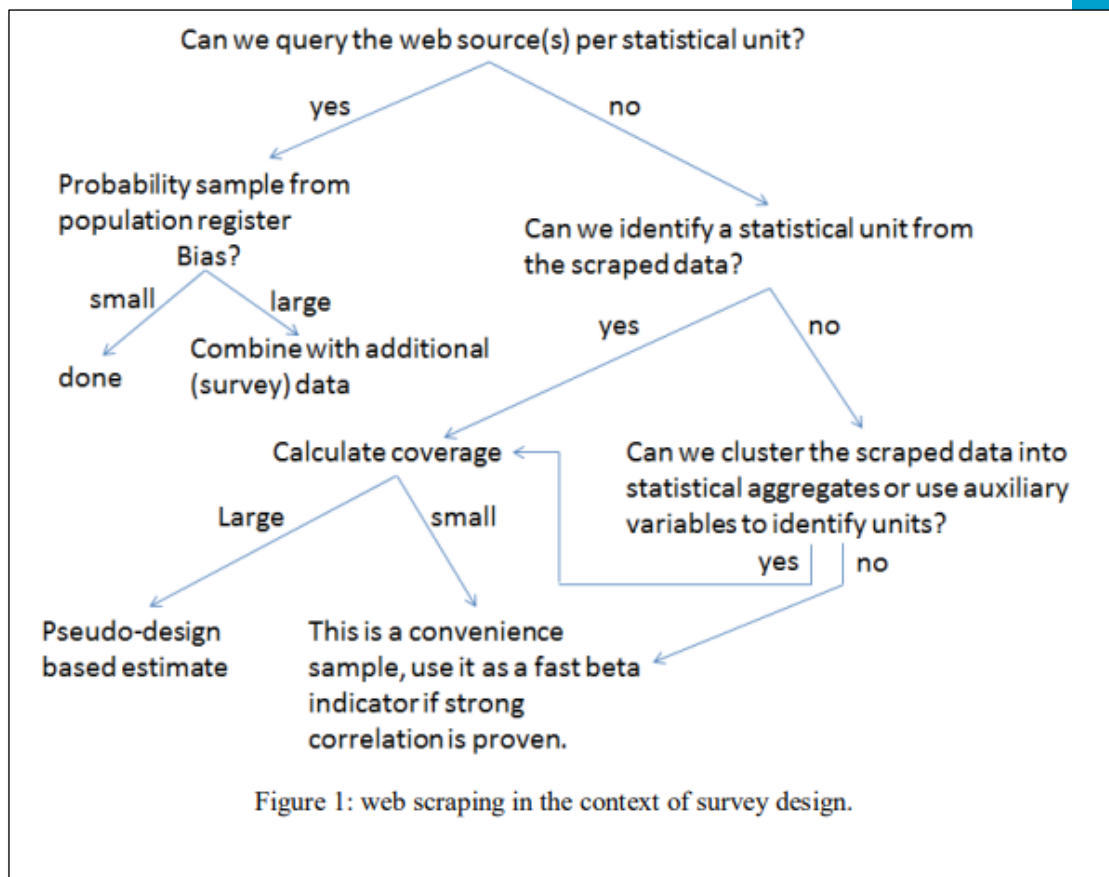 Can we query the web source(s) per statistical unit?
yes
no
Probability sample from
population register
Bias?
small
large
done
Combine with additional
(survey) data
Can we identify a statistical unit from
the scraped data?
yes
no
Calculate coverage
Large
small
Can we cluster the scraped data into
statistical aggregates or use auxiliary
variables to identify units?
yes
no
Pseudo-design
based estimate
This is a convenience
sample, use it as a fast beta
indicator if strong
correlation is proven.
Figure 1: web scraping in the context of survey design.